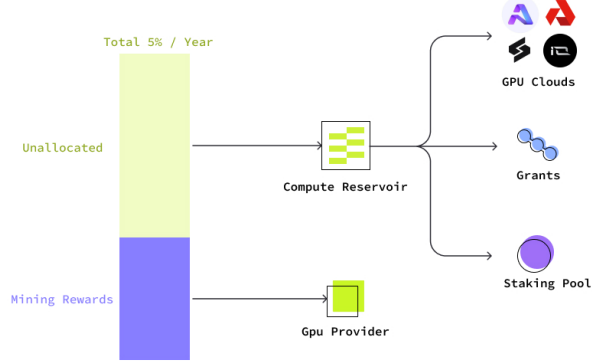 Total 5% / Year
GPU Clouds
Unallocated
Compute Reservoir
Grants
Staking Pool
Mining Rewards
Gpu Provider